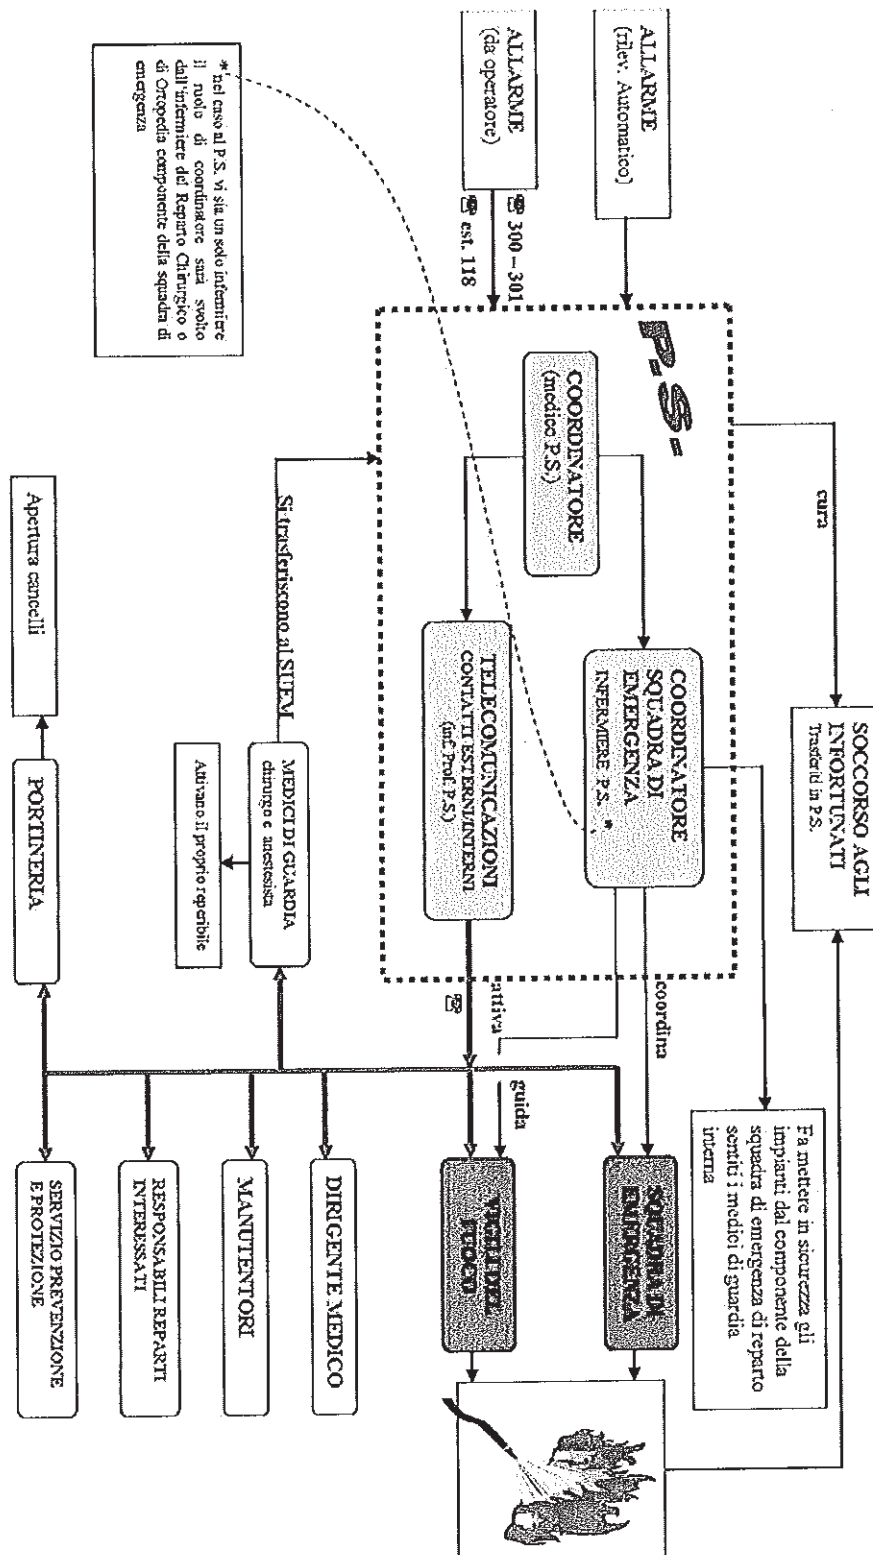 ALLARME
(rilev. Automatico)
ALLARME
(da operatore)
☎ 300 – 301
☎ est. 118
* nel caso al P.S. vi sia un solo infermiere
il ruolo di coordinatore sarà svolto
dall'infermiere del Reparto Chirurgico o
di Ortopedia componente della squadra di
emergenza
P.S.
COORDINATORE
(medico P.S.)
COORDINATORE
SQUADRA DI
EMERGENZA
INFERMIERE P.S. *
TELECOMUNICAZIONI
CONTATTI ESTERNI/INTERNI
(inf. Prof. P.S.)
cura
SOCCORSO AGLI
INFORTUNATI
Trasferiti in P.S.
Fa mettere in sicurezza gli
impianti dal componente della
squadra di emergenza di reparto
sentiti i medici di guardia
interna
coordina
attiva
☎
guida
SQUADRA DI
EMERGENZA
VIGILI DEL
FUOCO
Si trasferiscono al SUEM
MEDICI DI GUARDIA
chirurgo e anestesista
Attivano il proprio reperibile
Apertura cancelli
PORTINERIA
DIRIGENTE MEDICO
MANUTENTORI
RESPONSABILI REPARTI
INTERESSATI
SERVIZIO PREVENZIONE
E PROTEZIONE